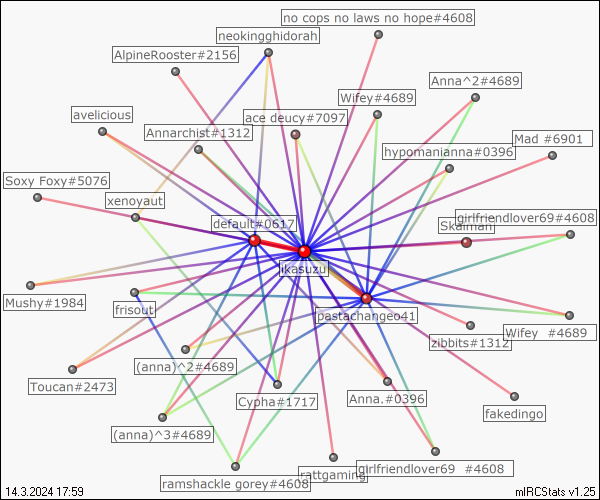 no cops no laws no hope#4608
neokingghidorah
AlpineRooster#2156
Anna^2#4689
Wifey#4689
avelicious
ace deucy#7097
Annarchist#1312
Mad #6901
hypomanianna#0396
Soxy Foxy#5076
xenoyaut
girlfriendlover69#4608
default#0617
Skaiman
likasuzu
Mushy#1984
frisout
pastachangeo41
Wifey  #4689
zibbits#1312
(anna)^2#4689
Toucan#2473
Cypha#1717
Anna.#0396
fakedingo
(anna)^3#4689
rattgaming
girlfriendlover69  #4608
ramshackle gorey#4608
14.3.2024 17:59
mIRCStats v1.25